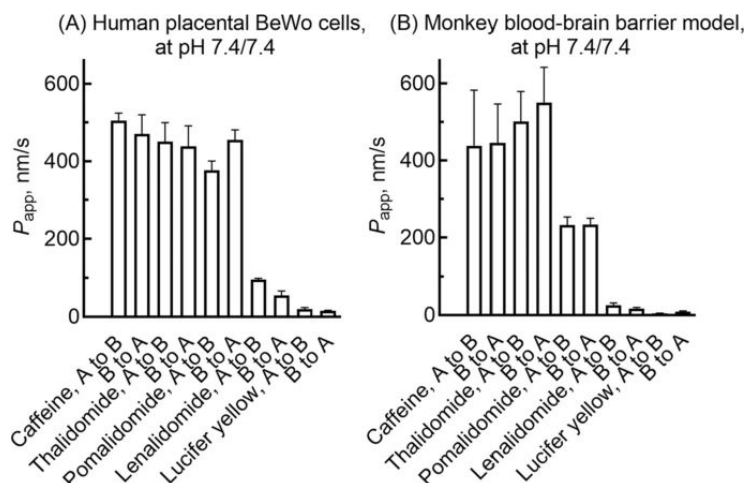 (A) Human placental BeWo cells,
at pH 7.4/7.4
600
400
200
0
P_app, nm/s
Caffeine, A to B
B to A
Thalidomide, A to B
B to A
Pomalidomide, A to B
B to A
Lenalidomide, A to B
B to A
Lucifer yellow, A to B
B to A
(B) Monkey blood-brain barrier model,
at pH 7.4/7.4
600
400
200
0
P_app, nm/s
Caffeine, A to B
B to A
Thalidomide, A to B
B to A
Pomalidomide, A to B
B to A
Lenalidomide, A to B
B to A
Lucifer yellow, A to B
B to A